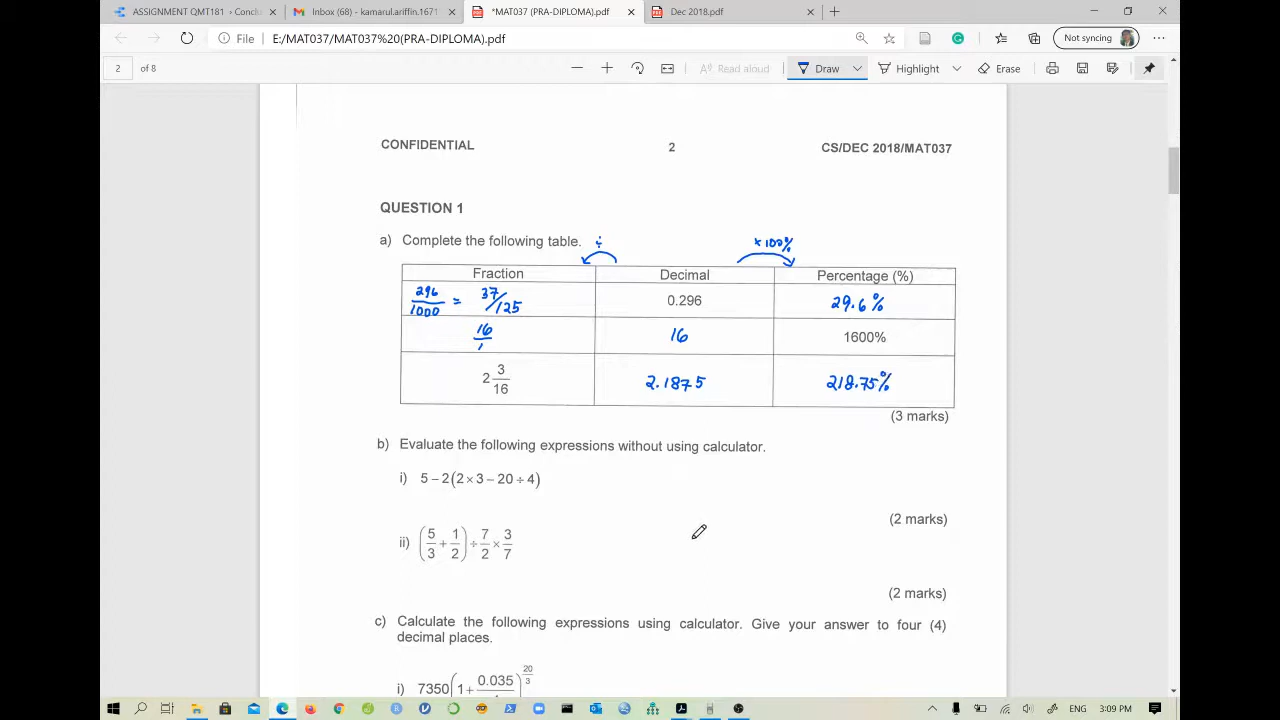 ASSIGNMENT QMT181 > Conclu
Inbox (68) - kamarul.ariffin.1671
*MAT037 (PRA-DIPLOMA).pdf
Dec 2018.pdf
File
E:/MAT037/MAT037%20(PRA-DIPLOMA).pdf
Not syncing
2 of 8
Read aloud
Draw
Highlight
Erase
CONFIDENTIAL 2 CS/DEC 2018/MAT037
QUESTION 1
a) Complete the following table. ÷ × 100%
Fraction Decimal Percentage (%)
296/1000 = 37/125 0.296 29.6%
16/1 16 1600%
2 3/16 2.1875 218.75%
(3 marks)
b) Evaluate the following expressions without using calculator.
i) 5 – 2(2 × 3 – 20 ÷ 4)
(2 marks)
ii) (5/3 + 1/2) ÷ 7/2 × 3/7
(2 marks)
c) Calculate the following expressions using calculator. Give your answer to four (4)
decimal places.
i) 7350(1 + 0.035/ )^20/3
ENG 3:09 PM